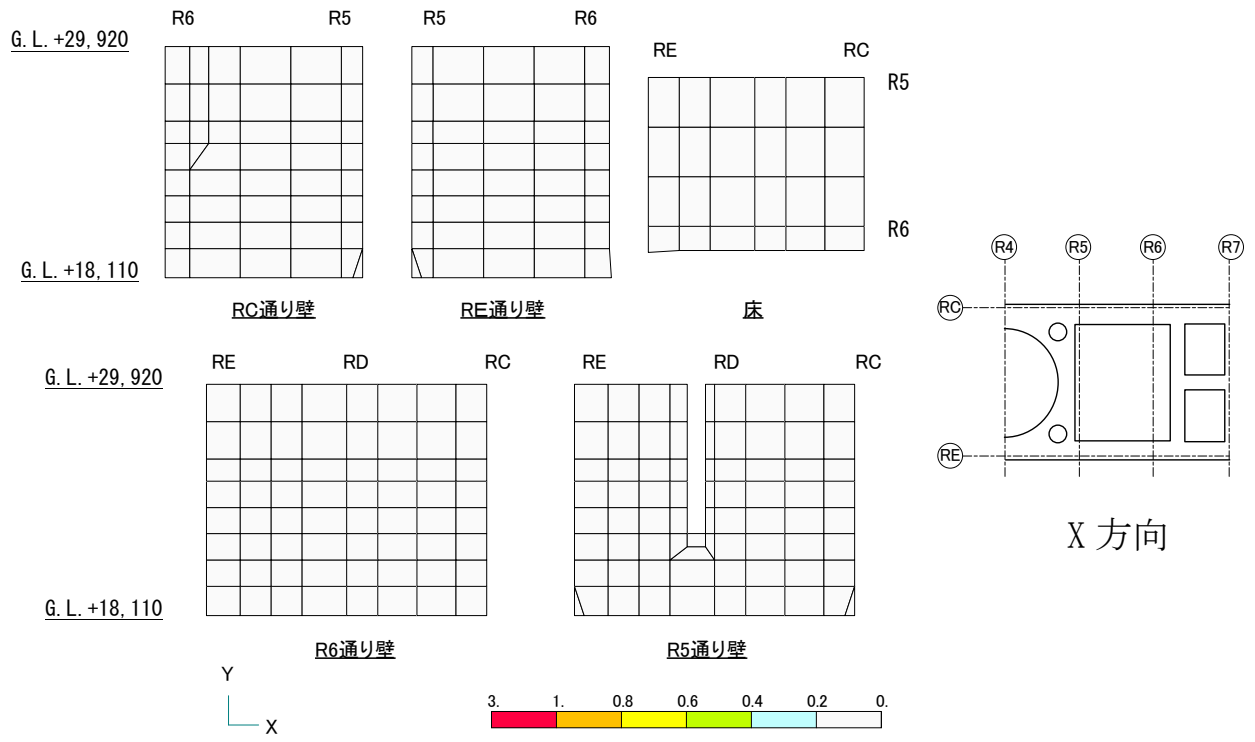 R6 R5 R5 R6
G.L.+29,920
RE RC
R5
R6
G.L.+18,110
RC通り壁 RE通り壁 床
R4 R5 R6 R7
RC
RE
X 方向
RE RD RC RE RD RC
G.L.+29,920
G.L.+18,110
R6通り壁 R5通り壁
Y
X
3. 1. 0.8 0.6 0.4 0.2 0.